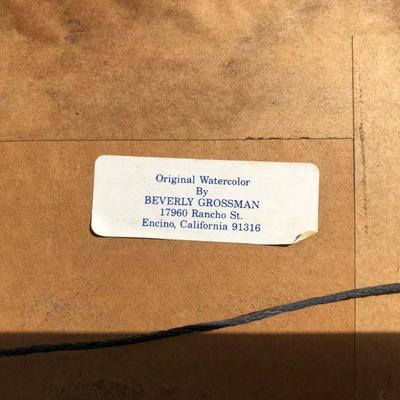 Original Watercolor
By
BEVERLY GROSSMAN
17960 Rancho St.
Encino, California 91316